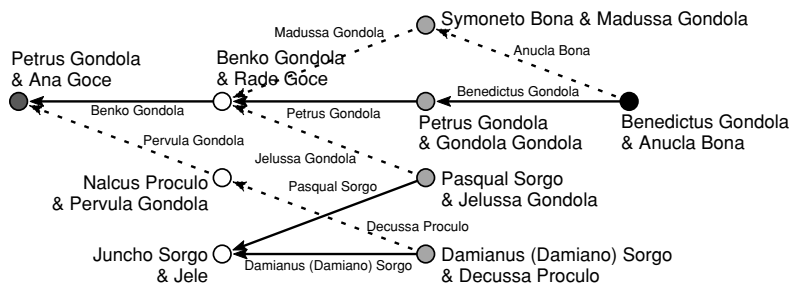 Madussa Gondola
Symoneto Bona & Madussa Gondola
Anucla Bona
Petrus Gondola
& Ana Goce
Benko Gondola
& Rade Goce
Benko Gondola
Petrus Gondola
Benedictus Gondola
Petrus Gondola
& Gondola Gondola
Benedictus Gondola
& Anucla Bona
Pervula Gondola
Jelussa Gondola
Nalcus Proculo
& Pervula Gondola
Pasqual Sorgo
Pasqual Sorgo
& Jelussa Gondola
Decussa Proculo
Juncho Sorgo
& Jele
Damianus (Damiano) Sorgo
Damianus (Damiano) Sorgo
& Decussa Proculo